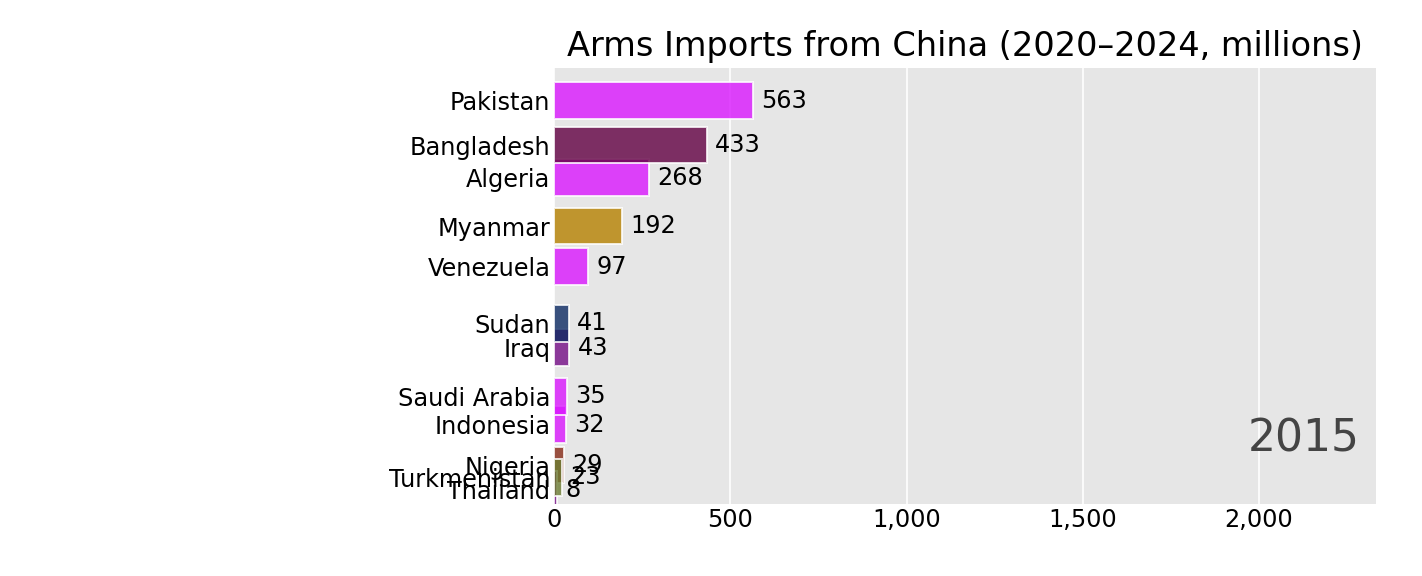 Arms Imports from China (2020–2024, millions)
Pakistan 563
Bangladesh 433
Algeria 268
Myanmar 192
Venezuela 97
Sudan 41
Iraq 43
Saudi Arabia 35
Indonesia 32
2015
Nigeria 29
Turkmenistan 23
Thailand 8
0 500 1,000 1,500 2,000